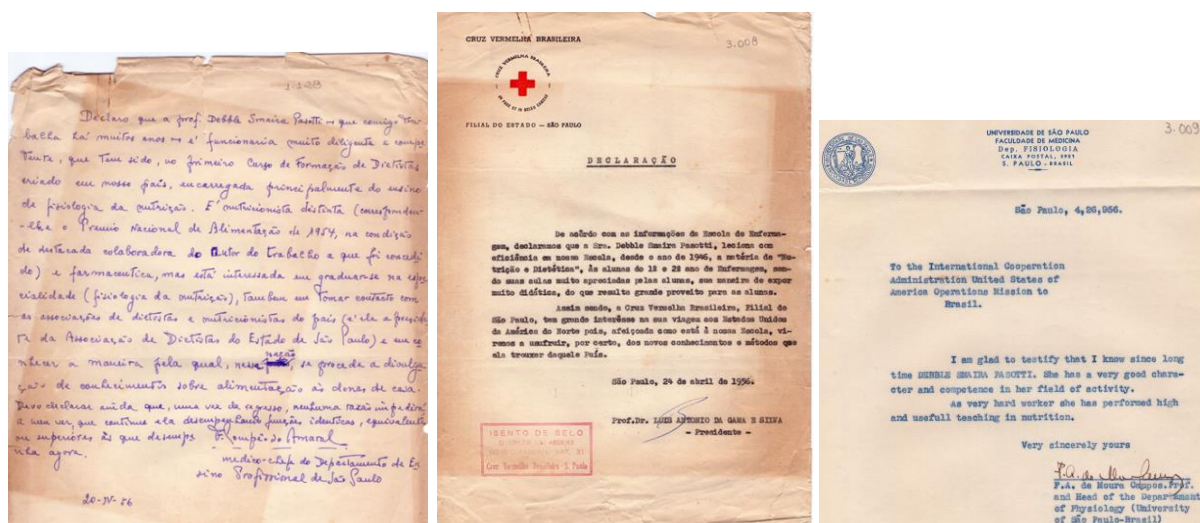 1128
Declaro que a prof. Debble Smaira Pasotti — que comigo tra-
balha há muitos anos — é funcionaria muito diligente e compe-
tente, que tem sido, no primeiro Curso de Formação de Dietistas
criado em nosso país, encarregada principalmente do ensino
de fisiologia da nutrição. E' nutricionista distinta (correspondeu-
-lhe o Premio Nacional de Alimentação de 1954, na condição
de destacada colaboradora do Autor do trabalho a que foi concedi-
do) e farmaceutica, mas está interessada em graduar-se na espe-
cialidade (fisiologia da nutrição), tambem em tomar contacto com
as associações de dietistas e nutricionistas do país (é ela a
da Associação de Dietistas do Estado de São Paulo) e em co-
nhecer a maneira pela qual, nessa nação, se procede a divulga-
ção de conhecimentos sobre alimentação às donas de casa.
Devo declarar ainda que, uma vez de regresso, nenhuma razão impedirá
a meu ver, que continue ela desempenhando funções identicas, equivalentes
ou superiores às que desempe-
nha agora.
Pompêo do Amaral
medico-chefe do Departamento de En-
sino Profissional de São Paulo
20-IV-56
CRUZ VERMELHA BRASILEIRA
3.008
CRUZ VERMELHA BRASILEIRA
FILIAL DO ESTADO — SÃO PAULO
DECLARAÇÃO
De acôrdo com as informações da Escola de Enferma-
gem, declaramos que a Sra. Debble Smaira Pasotti, leciona com
eficiência em nossa Escola, desde o ano de 1946, a matéria de "Nu-
trição e Dietética", às alunas do 1º e 2º ano de Enfermagem, sen-
do suas aulas muito apreciadas pelas alunas, sua maneira de expor
muito didática, do que resulta grande proveito para as alunas.
Assim sendo, a Cruz Vermelha Brasileira, Filial de
São Paulo, tem grande interêsse na sua viagem aos Estados Unidos
da América do Norte pois, afeiçoada como está á nossa Escola, vi-
remos a usufruir, por certo, dos novos conhecimentos e métodos que
ela trouxer daquele País.
São Paulo, 24 de abril de 1956.
Prof.Dr. LUIS ANTONIO DA GAMA E SILVA
- Presidente -
ISENTO DE SELO
Cruz Vermelha Brasileira - S. Paulo
3.009
UNIVERSIDADE DE SÃO PAULO
FACULDADE DE MEDICINA
Dep. FISIOLOGIA
CAIXA POSTAL, 2921
S. PAULO - BRASIL
São Paulo, 4,26,956.
To the International Cooperation
Administration United States of
America Operations Mission to
Brasil.
I am glad to testify that I know since long
time DEBBLE SMAIRA PASOTTI. She has a very good chara-
cter and competence in her field of activity.
As very hard worker she has performed high
and usefull teaching in nutrition.
Very sincerely yours
F.A. de Moura Campos.Prof.
and Head of the Department
of Physiology (University
of São Paulo-Brasil)